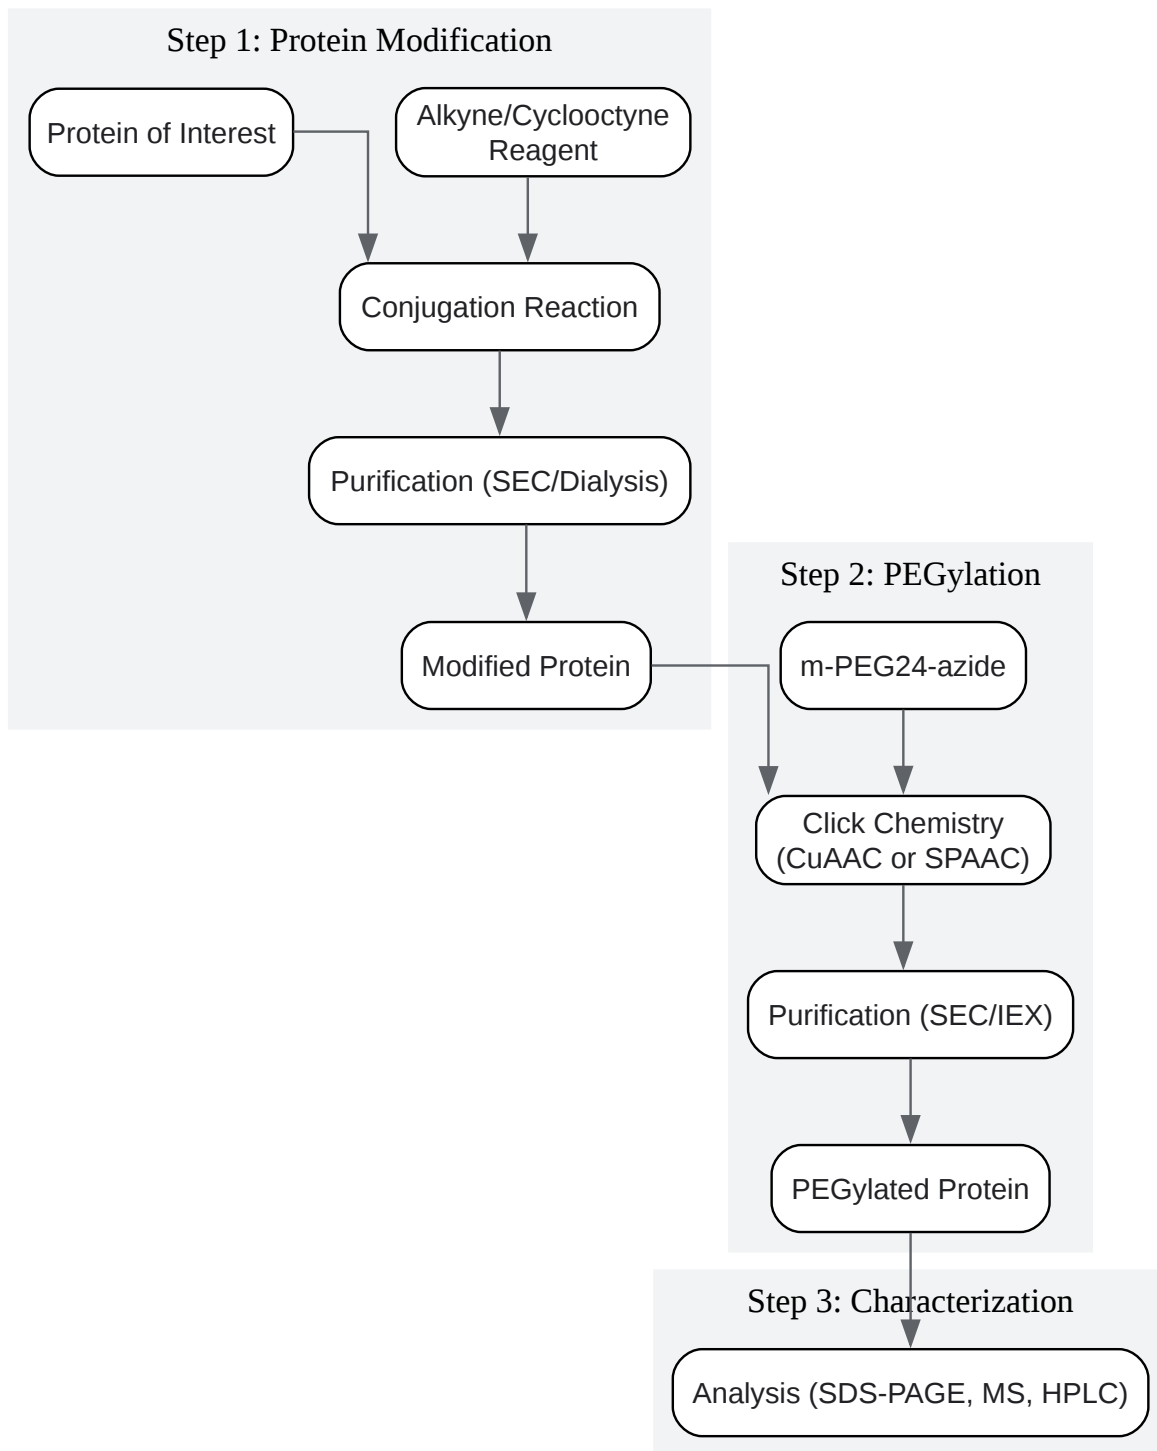 Step 1: Protein Modification
Protein of Interest
Alkyne/Cyclooctyne
Reagent
Conjugation Reaction
Purification (SEC/Dialysis)
Modified Protein
Step 2: PEGylation
m-PEG24-azide
Click Chemistry
(CuAAC or SPAAC)
Purification (SEC/IEX)
PEGylated Protein
Step 3: Characterization
Analysis (SDS-PAGE, MS, HPLC)